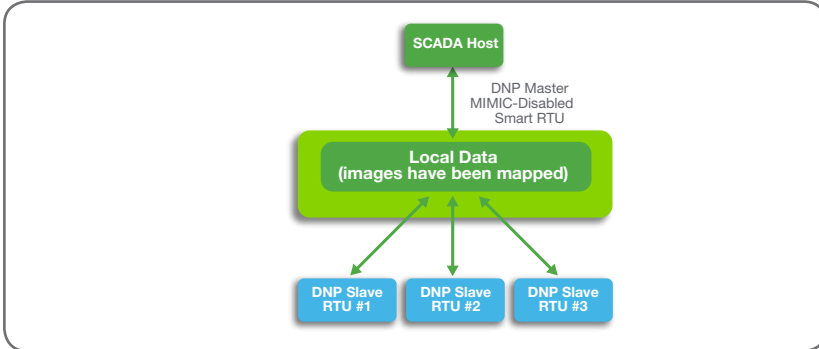 SCADA Host
DNP Master
MIMIC-Disabled
Smart RTU
Local Data
(images have been mapped)
DNP Slave
RTU #1
DNP Slave
RTU #2
DNP Slave
RTU #3